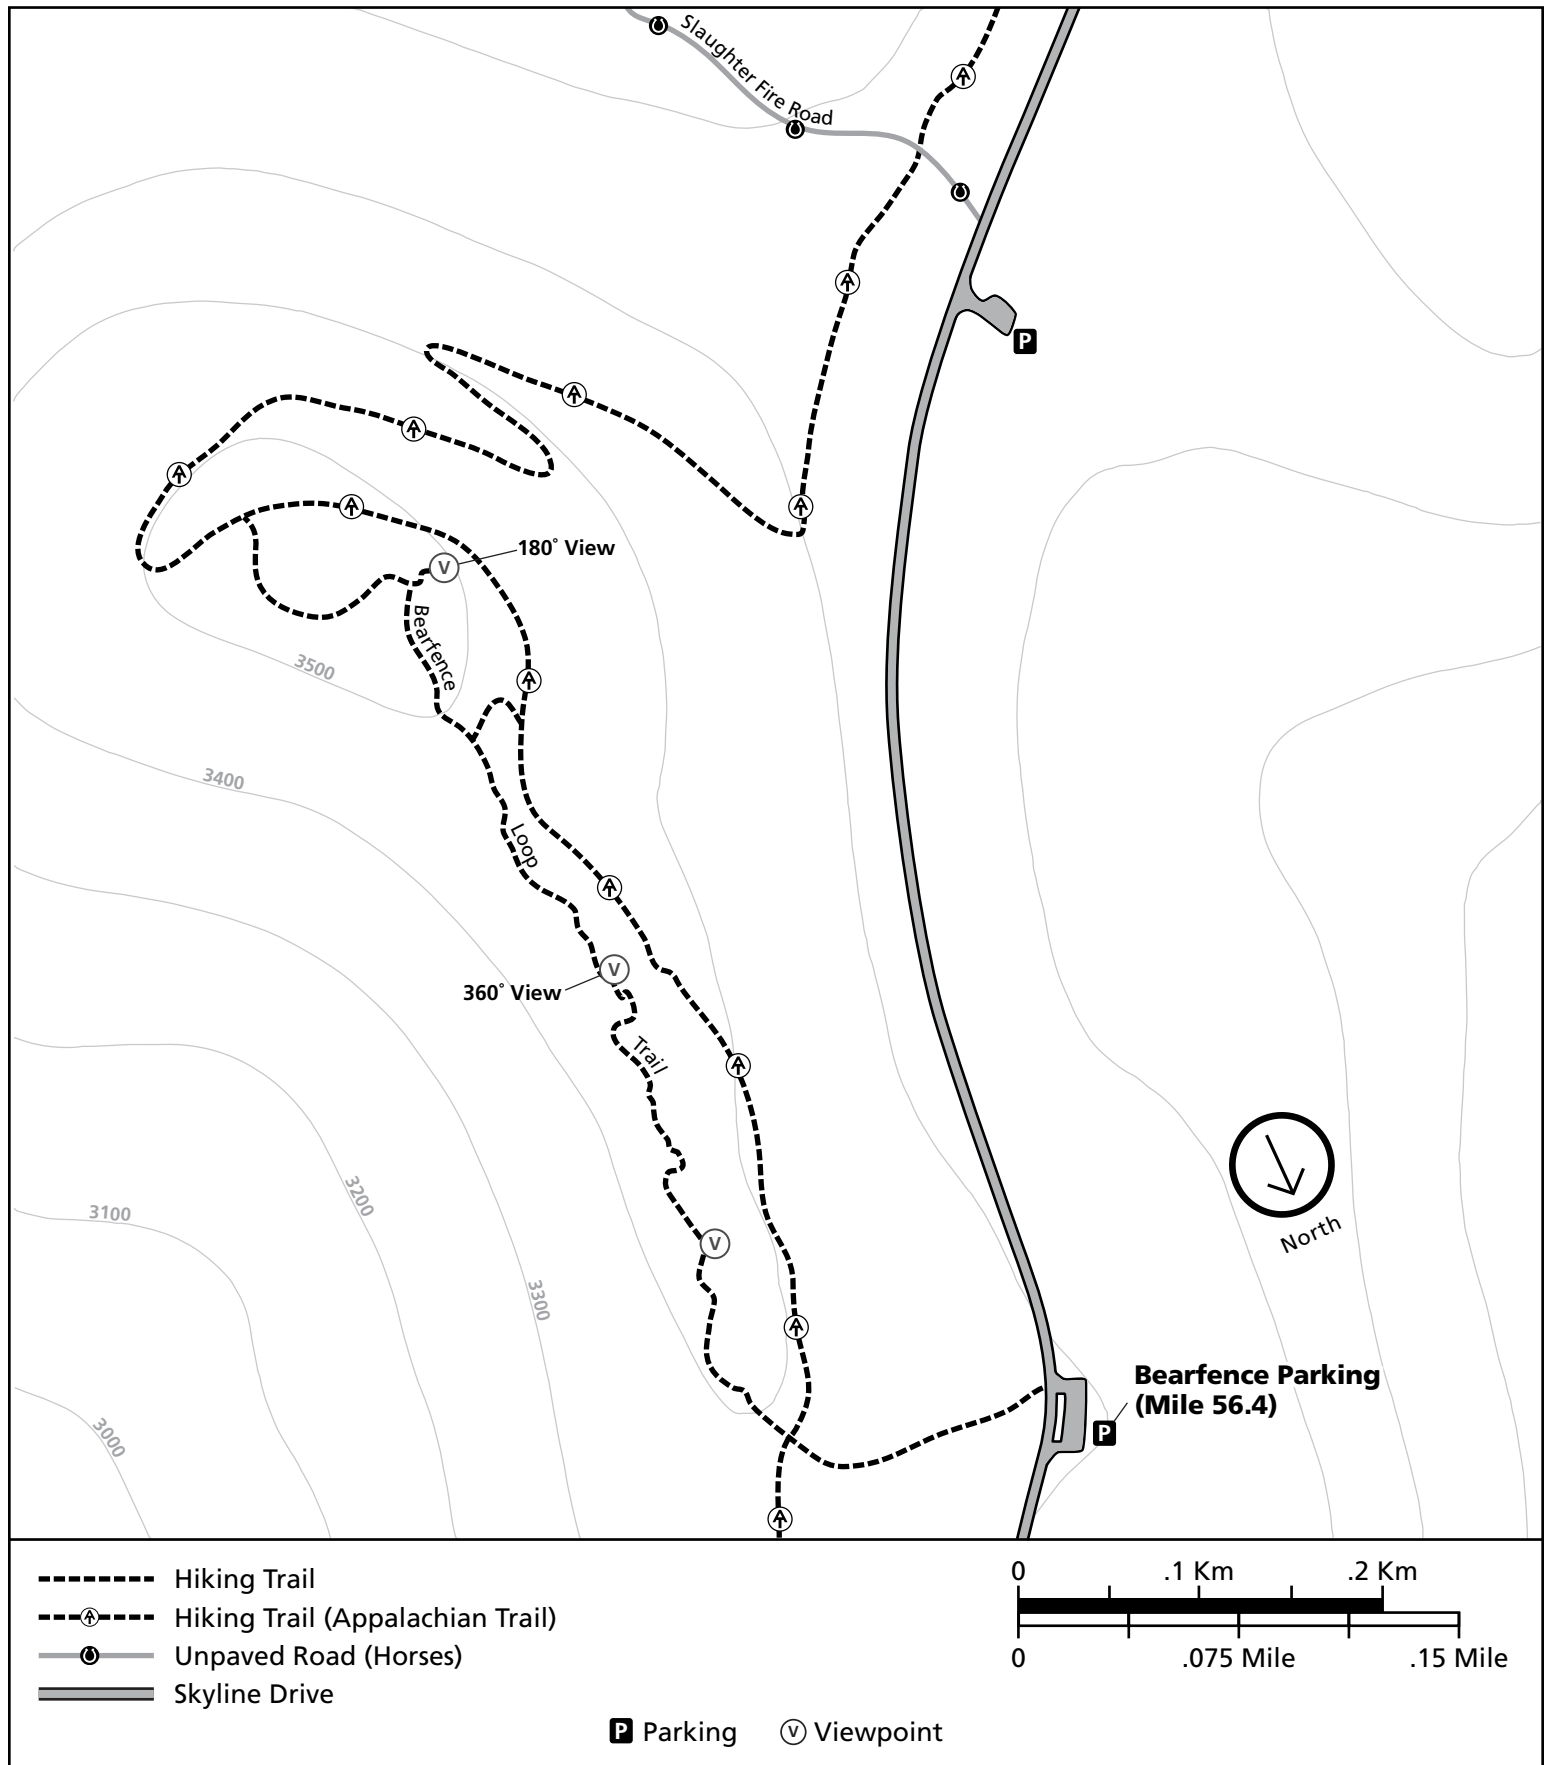 Slaughter Fire Road
P
180° View
V
Bearfence
3500
3400
Loop
V
360° View
Trail
3200
3100
V
North
3300
Bearfence Parking
(Mile 56.4)
P
3000
Hiking Trail
Hiking Trail (Appalachian Trail)
Unpaved Road (Horses)
Skyline Drive
0 .1 Km .2 Km
0 .075 Mile .15 Mile
P Parking V Viewpoint